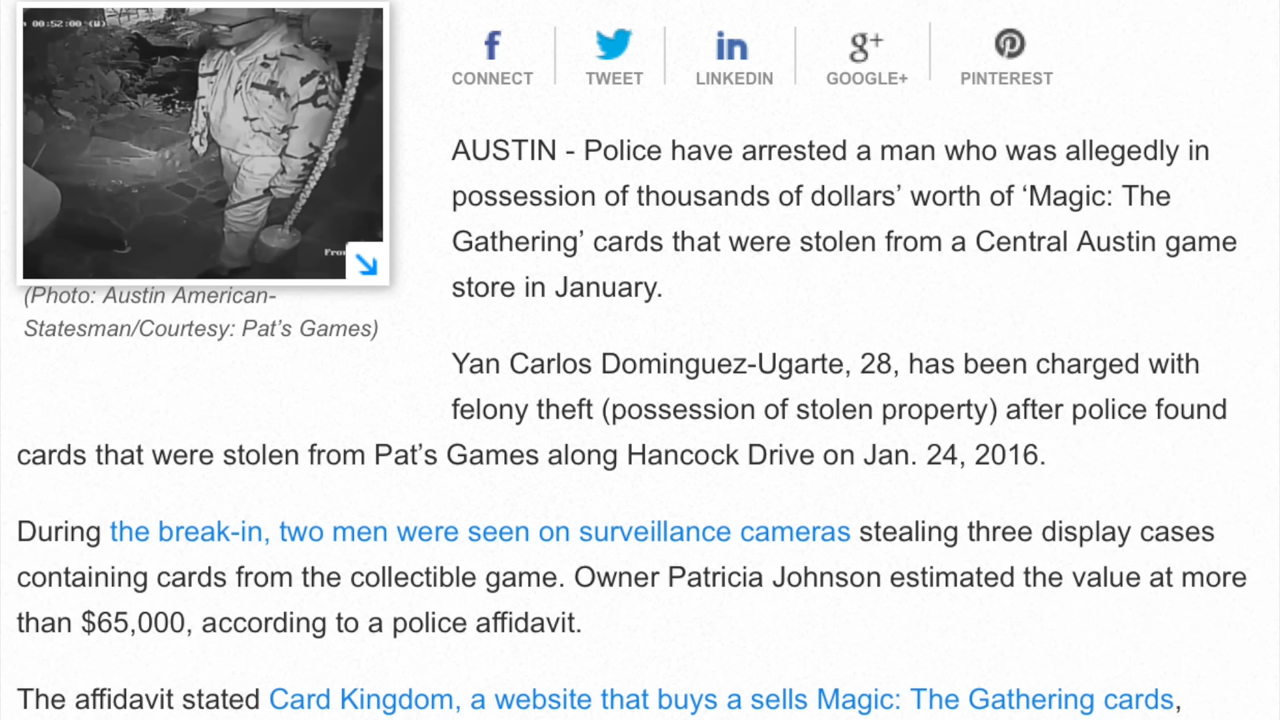 00:52:00 (U)
CONNECT
TWEET
LINKEDIN
GOOGLE+
PINTEREST
(Photo: Austin American-
Statesman/Courtesy: Pat’s Games)
AUSTIN - Police have arrested a man who was allegedly in
possession of thousands of dollars’ worth of ‘Magic: The
Gathering’ cards that were stolen from a Central Austin game
store in January.
Yan Carlos Dominguez-Ugarte, 28, has been charged with
felony theft (possession of stolen property) after police found
cards that were stolen from Pat’s Games along Hancock Drive on Jan. 24, 2016.
During the break-in, two men were seen on surveillance cameras stealing three display cases
containing cards from the collectible game. Owner Patricia Johnson estimated the value at more
than $65,000, according to a police affidavit.
The affidavit stated Card Kingdom, a website that buys a sells Magic: The Gathering cards,